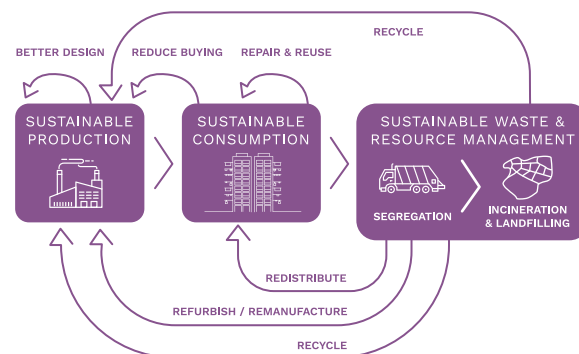 RECYCLE
BETTER DESIGN
REDUCE BUYING
REPAIR & REUSE
SUSTAINABLE
PRODUCTION
SUSTAINABLE
CONSUMPTION
SUSTAINABLE WASTE &
RESOURCE MANAGEMENT
SEGREGATION
INCINERATION
& LANDFILLING
REDISTRIBUTE
REFURBISH / REMANUFACTURE
RECYCLE